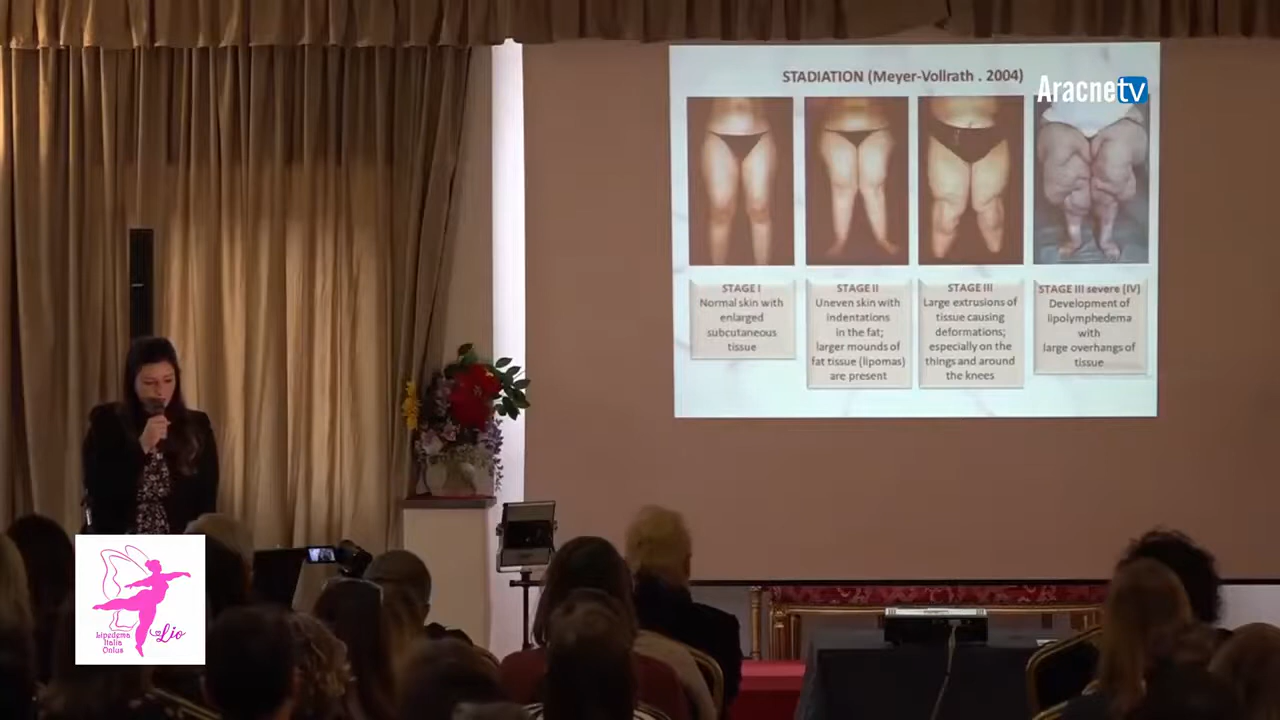 STADIATION (Meyer-Vollrath . 2004)
Aracnetv
STAGE I
Normal skin with
enlarged
subcutaneous
tissue
STAGE II
Uneven skin with
indentations
in the fat;
larger mounds of
fat tissue (lipomas)
are present
STAGE III
Large extrusions of
tissue causing
deformations;
especially on the
things and around
the knees
STAGE III severe (IV)
Development of
lipolymphedema
with
large overhangs of
tissue
Lipedema
Italia
Onlus
Lio